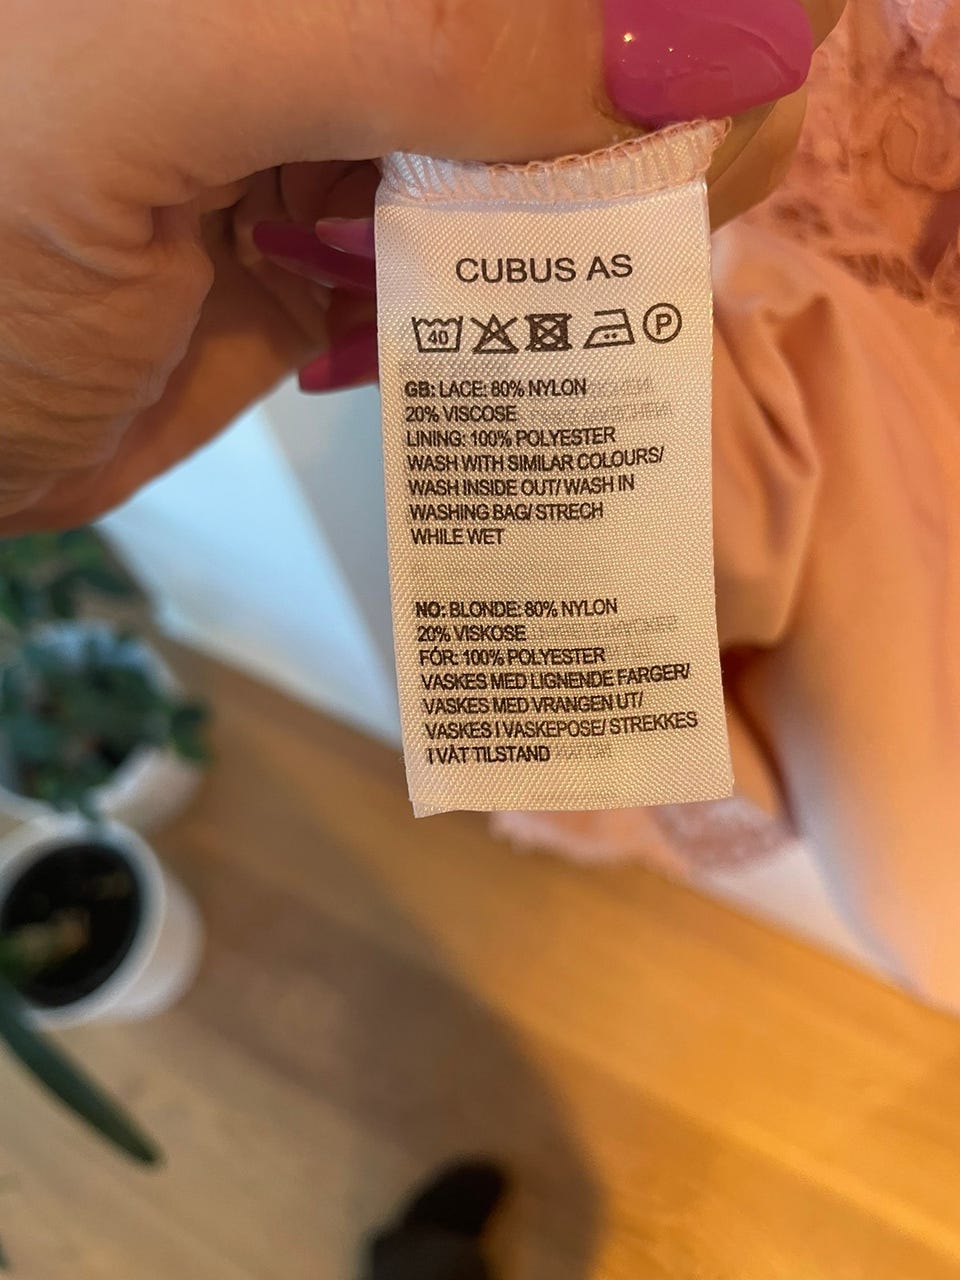 CUBUS AS
40 P
GB: LACE: 80% NYLON
20% VISCOSE
LINING: 100% POLYESTER
WASH WITH SIMILAR COLOURS/
WASH INSIDE OUT/ WASH IN
WASHING BAG/ STRECH
WHILE WET
NO: BLONDE: 80% NYLON
20% VISKOSE
FÓR: 100% POLYESTER
VASKES MED LIGNENDE FARGER/
VASKES MED VRANGEN UT/
VASKES I VASKEPOSE/ STREKKES
I VÅT TILSTAND